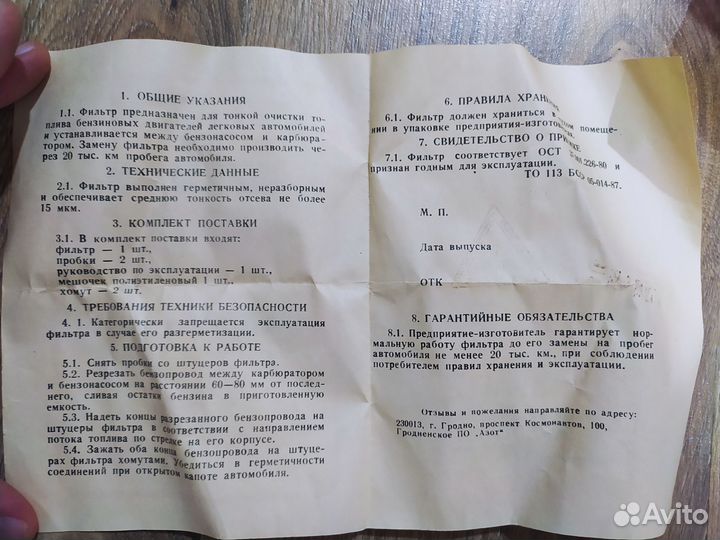 1. ОБЩИЕ УКАЗАНИЯ
1.1. Фильтр предназначен для тонкой очистки то-
плива бензиновых двигателей легковых автомобилей
и устанавливается между бензонасосом и карбюра-
тором. Замену фильтра необходимо производить че-
рез 20 тыс. км пробега автомобиля.
2. ТЕХНИЧЕСКИЕ ДАННЫЕ
2.1. Фильтр выполнен герметичным, неразборным
и обеспечивает среднюю тонкость отсева не более
15 мкм.
3. КОМПЛЕКТ ПОСТАВКИ
3.1. В комплект поставки входят:
фильтр — 1 шт.,
пробки — 2 шт.,
руководство по эксплуатации — 1 шт.,
мешочек полиэтиленовый 1 шт.,
хомут — 2 шт.
4. ТРЕБОВАНИЯ ТЕХНИКИ БЕЗОПАСНОСТИ
4. 1. Категорически запрещается эксплуатация
фильтра в случае его разгерметизации.
5. ПОДГОТОВКА К РАБОТЕ
5.1. Снять пробки со штуцеров фильтра.
5.2. Разрезать бензопровод между карбюратором
и бензонасосом на расстоянии 60—80 мм от послед-
него, сливая остатки бензина в приготовленную
емкость.
5.3. Надеть концы разрезанного бензопровода на
штуцеры фильтра в соответствии с направлением
потока топлива по стрелке на его корпусе.
5.4. Зажать оба конца бензопровода на штуце-
рах фильтра хомутами. Убедиться в герметичности
соединений при открытом капоте автомобиля.
6. ПРАВИЛА
6.1. Фильтр должен храниться в помеще-
нии в упаковке
7. СВИДЕТЕЛЬСТВО О
7.1. Фильтр соответствует ОСТ 226-80 и
признан годным для эксплуатации.
ТО 113 05-014-87.
М. П.
Дата выпуска
ОТК
8. ГАРАНТИЙНЫЕ ОБЯЗАТЕЛЬСТВА
8.1. Предприятие-изготовитель гарантирует нор-
мальную работу фильтра до его замены на пробег
автомобиля не менее 20 тыс. км., при соблюдении
потребителем правил хранения и эксплуатации.
Отзывы и пожелания направляйте по адресу:
230013, г. Гродно, проспект Космонавтов, 100,
Гродненское ПО „Азот"
Avito